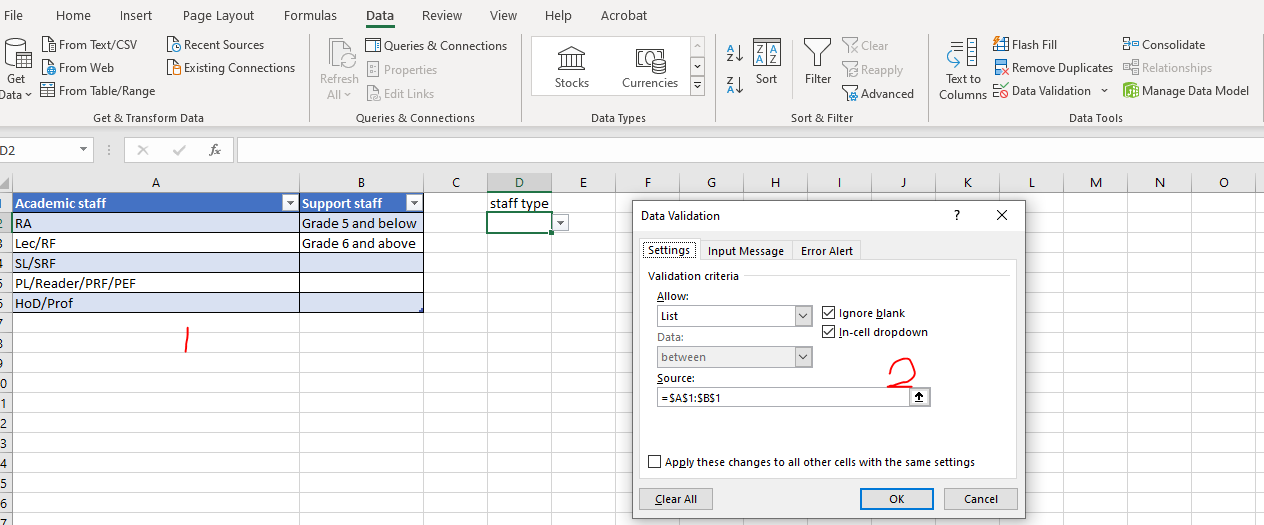 File Home Insert Page Layout Formulas Data Review View Help Acrobat
Get Data
From Text/CSV
From Web
From Table/Range
Recent Sources
Existing Connections
Get & Transform Data
Refresh All
Queries & Connections
Properties
Edit Links
Queries & Connections
Stocks
Currencies
Data Types
Sort
Filter
Clear
Reapply
Advanced
Sort & Filter
Text to Columns
Flash Fill
Remove Duplicates
Data Validation
Consolidate
Relationships
Manage Data Model
Data Tools
D2
fx
A B C D E F G H I J K L M N O
Academic staff Support staff staff type
RA Grade 5 and below
Lec/RF Grade 6 and above
SL/SRF
PL/Reader/PRF/PEF
HoD/Prof
1
Data Validation ?
Settings Input Message Error Alert
Validation criteria
Allow:
List
Ignore blank
In-cell dropdown
Data:
between
2
Source:
=$A$1:$B$1
Apply these changes to all other cells with the same settings
Clear All OK Cancel